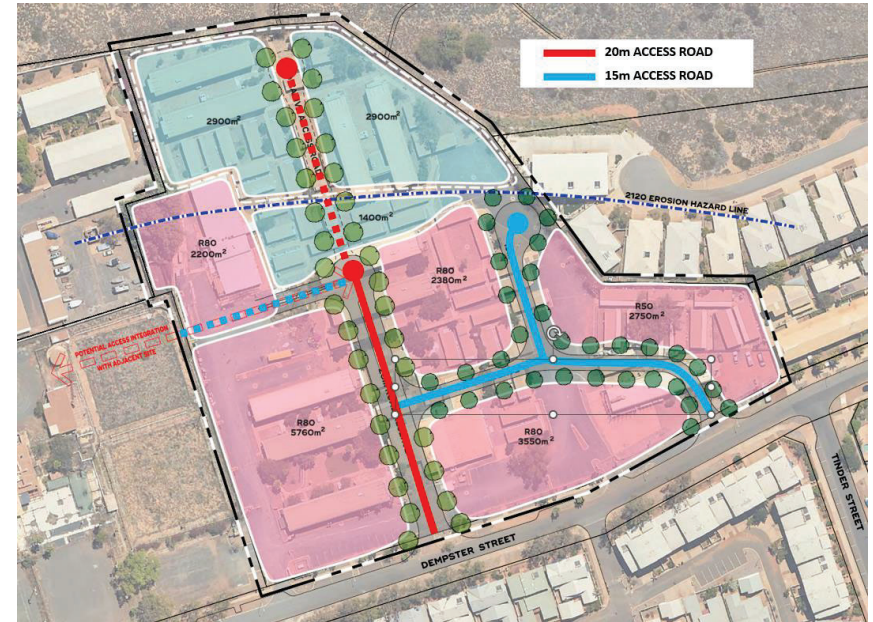 20m ACCESS ROAD
15m ACCESS ROAD
2900m²
2900m²
2120 EROSION HAZARD LINE
1400m²
R80
2200m²
R80
2380m²
R50
2750m²
POTENTIAL ACCESS INTEGRATION
WITH ADJACENT SITE
R80
5760m²
R80
3550m²
DEMPSTER STREET
TINDER STREET